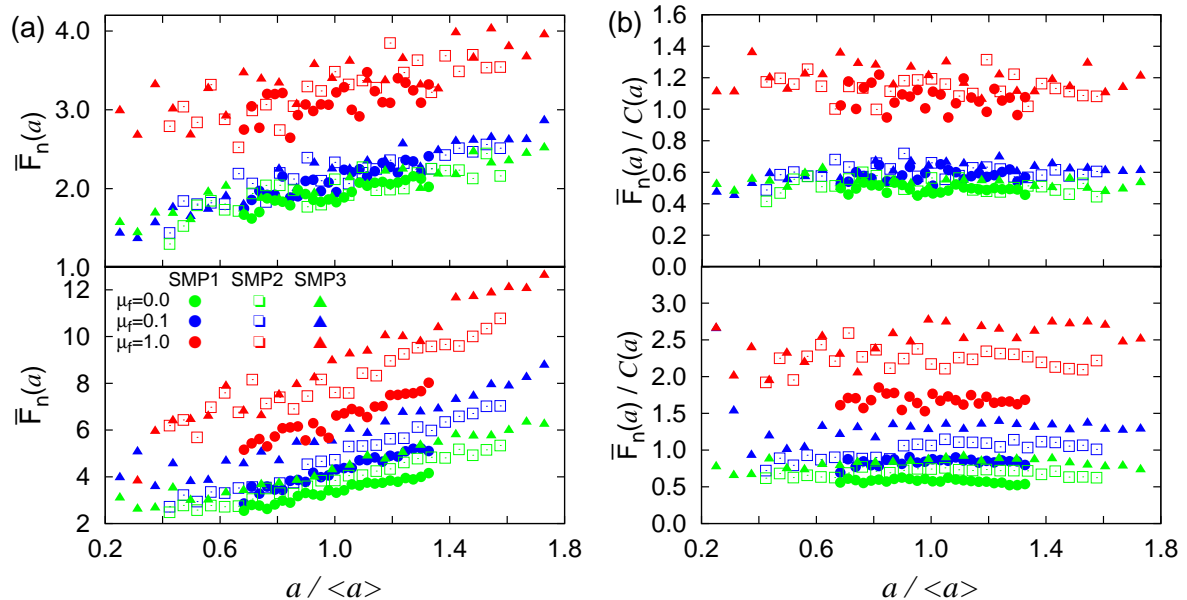 (a)
4.0
3.0
2.0
1.0
F̅n(a)
SMP1 SMP2 SMP3
μf=0.0
μf=0.1
μf=1.0
12
10
8
6
4
2
F̅n(a)
0.2 0.6 1.0 1.4 1.8
a / <a>
(b)
1.6
1.4
1.2
1.0
0.8
0.6
0.4
0.2
0.0
F̅n(a) / C(a)
3.0
2.5
2.0
1.5
1.0
0.5
0.0
F̅n(a) / C(a)
0.2 0.6 1.0 1.4 1.8
a / <a>